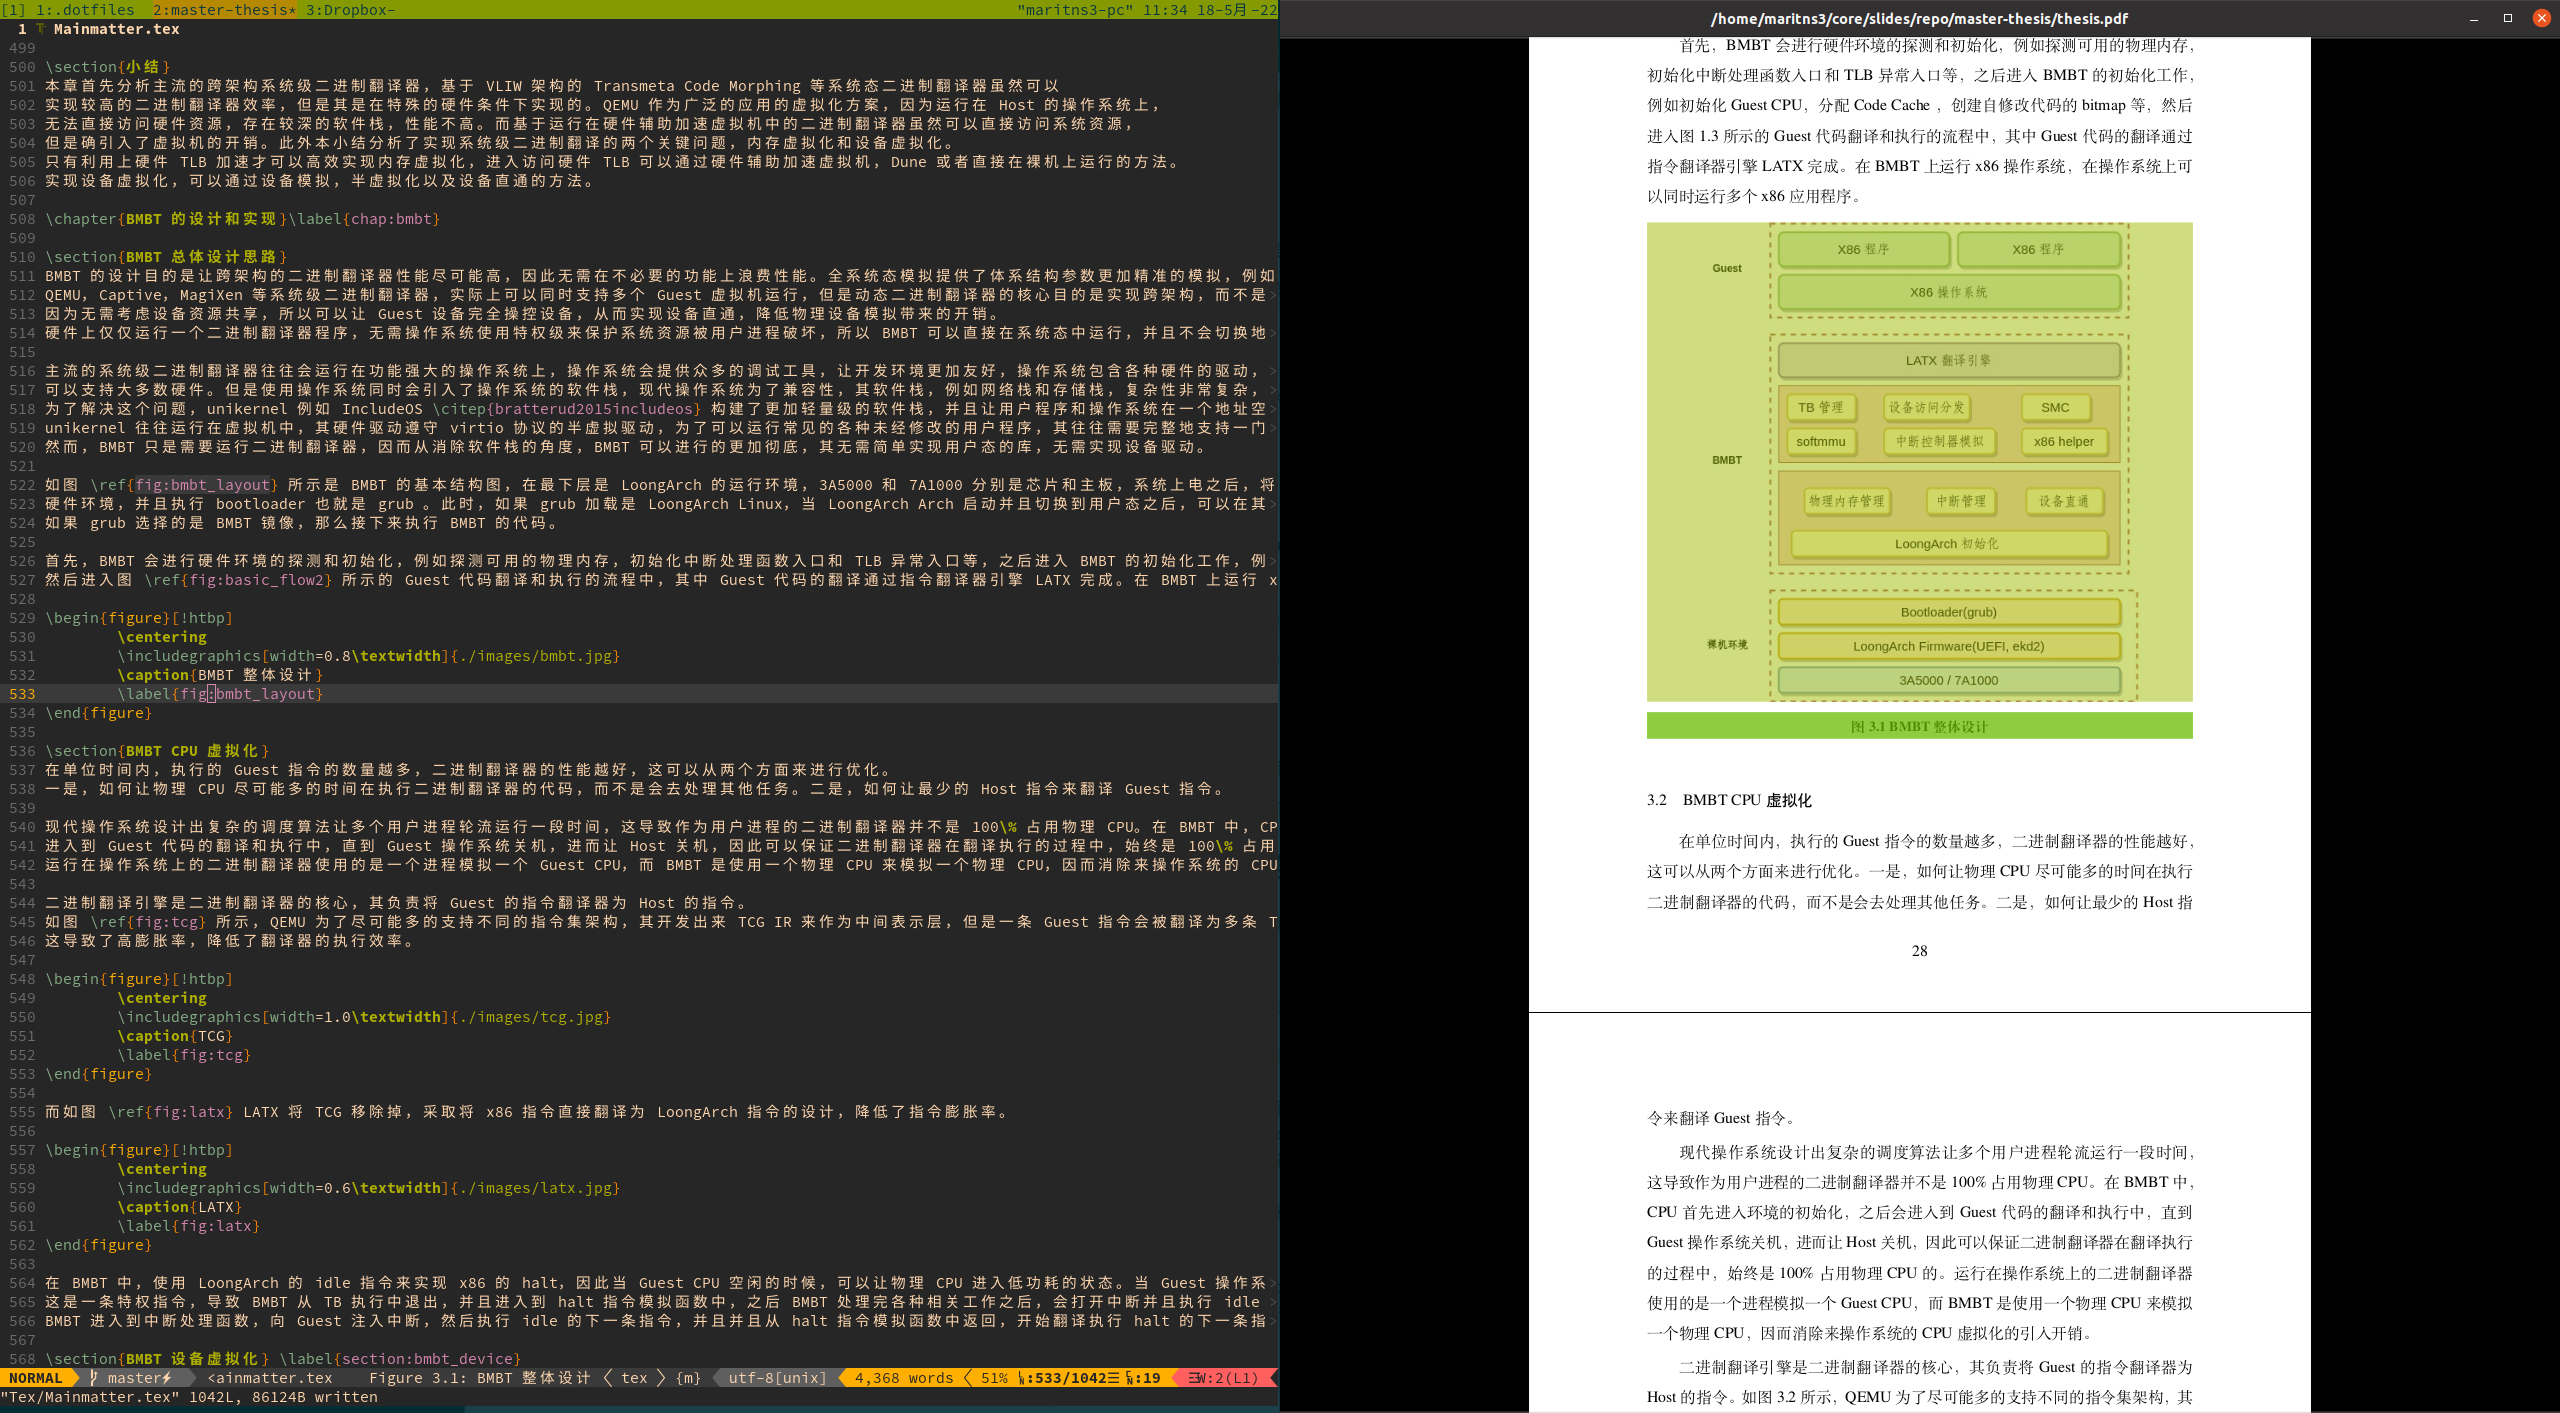 [1] 1:.dotfiles  2:master-thesis* 3:Dropbox-
"maritns3-pc" 11:34 18-5月-22
1 Mainmatter.tex
499
500 \section{小结}
501 本章首先分析主流的跨架构系统级二进制翻译器，基于 VLIW 架构的 Transmeta Code Morphing 等系统态二进制翻译器虽然可以
502 实现较高的二进制翻译器效率，但是其是在特殊的硬件条件下实现的。QEMU 作为广泛的应用的虚拟化方案，因为运行在 Host 的操作系统上，
503 无法直接访问硬件资源，存在较深的软件栈，性能不高。而基于运行在硬件辅助加速虚拟机中的二进制翻译器虽然可以直接访问系统资源，
504 但是确引入了虚拟机的开销。此外本小结分析了实现系统级二进制翻译的两个关键问题，内存虚拟化和设备虚拟化。
505 只有利用上硬件 TLB 加速才可以高效实现内存虚拟化，进入访问硬件 TLB 可以通过硬件辅助加速虚拟机，Dune 或者直接在裸机上运行的方法。
506 实现设备虚拟化，可以通过设备模拟，半虚拟化以及设备直通的方法。
507
508 \chapter{BMBT 的设计和实现}\label{chap:bmbt}
509
510 \section{BMBT 总体设计思路}
511 BMBT 的设计目的是让跨架构的二进制翻译器性能尽可能高，因此无需在不必要的功能上浪费性能。全系统态模拟提供了体系结构参数更加精准的模拟，例如
512 QEMU，Captive，MagiXen 等系统级二进制翻译器，实际上可以同时支持多个 Guest 虚拟机运行，但是动态二进制翻译器的核心目的是实现跨架构，而不是>
513 因为无需考虑设备资源共享，所以可以让 Guest 设备完全操控设备，从而实现设备直通，降低物理设备模拟带来的开销。
514 硬件上仅仅运行一个二进制翻译器程序，无需操作系统使用特权级来保护系统资源被用户进程破坏，所以 BMBT 可以直接在系统态中运行，并且不会切换地>
515
516 主流的系统级二进制翻译器往往会运行在功能强大的操作系统上，操作系统会提供众多的调试工具，让开发环境更加友好，操作系统包含各种硬件的驱动，>
517 可以支持大多数硬件。但是使用操作系统同时会引入了操作系统的软件栈，现代操作系统为了兼容性，其软件栈，例如网络栈和存储栈，复杂性非常复杂，>
518 为了解决这个问题，unikernel 例如 IncludeOS \citep{bratterud2015includeos} 构建了更加轻量级的软件栈，并且让用户程序和操作系统在一个地址空>
519 unikernel 往往运行在虚拟机中，其硬件驱动遵守 virtio 协议的半虚拟驱动，为了可以运行常见的各种未经修改的用户程序，其往往需要完整地支持一门>
520 然而，BMBT 只是需要运行二进制翻译器，因而从消除软件栈的角度，BMBT 可以进行的更加彻底，其无需简单实现用户态的库，无需实现设备驱动。
521
522 如图 \ref{fig:bmbt_layout} 所示是 BMBT 的基本结构图，在最下层是 LoongArch 的运行环境，3A5000 和 7A1000 分别是芯片和主板，系统上电之后，将
523 硬件环境，并且执行 bootloader 也就是 grub 。此时，如果 grub 加载是 LoongArch Linux，当 LoongArch Arch 启动并且切换到用户态之后，可以在其>
524 如果 grub 选择的是 BMBT 镜像，那么接下来执行 BMBT 的代码。
525
526 首先，BMBT 会进行硬件环境的探测和初始化，例如探测可用的物理内存，初始化中断处理函数入口和 TLB 异常入口等，之后进入 BMBT 的初始化工作，例>
527 然后进入图 \ref{fig:basic_flow2} 所示的 Guest 代码翻译和执行的流程中，其中 Guest 代码的翻译通过指令翻译器引擎 LATX 完成。在 BMBT 上运行 x
528
529 \begin{figure}[!htbp]
530 \centering
531 \includegraphics[width=0.8\textwidth]{./images/bmbt.jpg}
532 \caption{BMBT 整体设计}
533 \label{fig:bmbt_layout}
534 \end{figure}
535
536 \section{BMBT CPU 虚拟化}
537 在单位时间内，执行的 Guest 指令的数量越多，二进制翻译器的性能越好，这可以从两个方面来进行优化。
538 一是，如何让物理 CPU 尽可能多的时间在执行二进制翻译器的代码，而不是会去处理其他任务。二是，如何让最少的 Host 指令来翻译 Guest 指令。
539
540 现代操作系统设计出复杂的调度算法让多个用户进程轮流运行一段时间，这导致作为用户进程的二进制翻译器并不是 100\% 占用物理 CPU。在 BMBT 中，CP
541 进入到 Guest 代码的翻译和执行中，直到 Guest 操作系统关机，进而让 Host 关机，因此可以保证二进制翻译器在翻译执行的过程中，始终是 100\% 占用
542 运行在操作系统上的二进制翻译器使用的是一个进程模拟一个 Guest CPU，而 BMBT 是使用一个物理 CPU 来模拟一个物理 CPU，因而消除来操作系统的 CPU
543
544 二进制翻译引擎是二进制翻译器的核心，其负责将 Guest 的指令翻译器为 Host 的指令。
545 如图 \ref{fig:tcg} 所示，QEMU 为了尽可能多的支持不同的指令集架构，其开发出来 TCG IR 来作为中间表示层，但是一条 Guest 指令会被翻译为多条 T
546 这导致了高膨胀率，降低了翻译器的执行效率。
547
548 \begin{figure}[!htbp]
549 \centering
550 \includegraphics[width=1.0\textwidth]{./images/tcg.jpg}
551 \caption{TCG}
552 \label{fig:tcg}
553 \end{figure}
554
555 而如图 \ref{fig:latx} LATX 将 TCG 移除掉，采取将 x86 指令直接翻译为 LoongArch 指令的设计，降低了指令膨胀率。
556
557 \begin{figure}[!htbp]
558 \centering
559 \includegraphics[width=0.6\textwidth]{./images/latx.jpg}
560 \caption{LATX}
561 \label{fig:latx}
562 \end{figure}
563
564 在 BMBT 中，使用 LoongArch 的 idle 指令来实现 x86 的 halt，因此当 Guest CPU 空闲的时候，可以让物理 CPU 进入低功耗的状态。当 Guest 操作系>
565 这是一条特权指令，导致 BMBT 从 TB 执行中退出，并且进入到 halt 指令模拟函数中，之后 BMBT 处理完各种相关工作之后，会打开中断并且执行 idle >
566 BMBT 进入到中断处理函数，向 Guest 注入中断，然后执行 idle 的下一条指令，并且并且从 halt 指令模拟函数中返回，开始翻译执行 halt 的下一条指>
567
568 \section{BMBT 设备虚拟化} \label{section:bmbt_device}
NORMAL master <ainmatter.tex Figure 3.1: BMBT 整体设计 〈 tex 〉 {m} utf-8[unix] 4,368 words 51% :533/1042 :19 W:2(L1)
"Tex/Mainmatter.tex" 1042L, 86124B written
/home/maritns3/core/slides/repo/master-thesis/thesis.pdf
首先，BMBT 会进行硬件环境的探测和初始化，例如探测可用的物理内存，
初始化中断处理函数入口和 TLB 异常入口等，之后进入 BMBT 的初始化工作，
例如初始化 Guest CPU，分配 Code Cache ，创建自修改代码的 bitmap 等，然后
进入图 1.3 所示的 Guest 代码翻译和执行的流程中，其中 Guest 代码的翻译通过
指令翻译器引擎 LATX 完成。在 BMBT 上运行 x86 操作系统，在操作系统上可
以同时运行多个 x86 应用程序。
Guest
X86 程序 X86 程序
X86 操作系统
BMBT
LATX 翻译引擎
TB 管理 设备访问分发 SMC
softmmu 中断控制器模拟 x86 helper
物理内存管理 中断管理 设备直通
LoongArch 初始化
裸机环境
Bootloader(grub)
LoongArch Firmware(UEFI, ekd2)
3A5000 / 7A1000
图 3.1 BMBT 整体设计
3.2 BMBT CPU 虚拟化
在单位时间内，执行的 Guest 指令的数量越多，二进制翻译器的性能越好，
这可以从两个方面来进行优化。一是，如何让物理 CPU 尽可能多的时间在执行
二进制翻译器的代码，而不是会去处理其他任务。二是，如何让最少的 Host 指
28
令来翻译 Guest 指令。
现代操作系统设计出复杂的调度算法让多个用户进程轮流运行一段时间，
这导致作为用户进程的二进制翻译器并不是 100% 占用物理 CPU。在 BMBT 中，
CPU 首先进入环境的初始化，之后会进入到 Guest 代码的翻译和执行中，直到
Guest 操作系统关机，进而让 Host 关机，因此可以保证二进制翻译器在翻译执行
的过程中，始终是 100% 占用物理 CPU 的。运行在操作系统上的二进制翻译器
使用的是一个进程模拟一个 Guest CPU，而 BMBT 是使用一个物理 CPU 来模拟
一个物理 CPU，因而消除来操作系统的 CPU 虚拟化的引入开销。
二进制翻译引擎是二进制翻译器的核心，其负责将 Guest 的指令翻译器为
Host 的指令。如图 3.2 所示，QEMU 为了尽可能多的支持不同的指令集架构，其